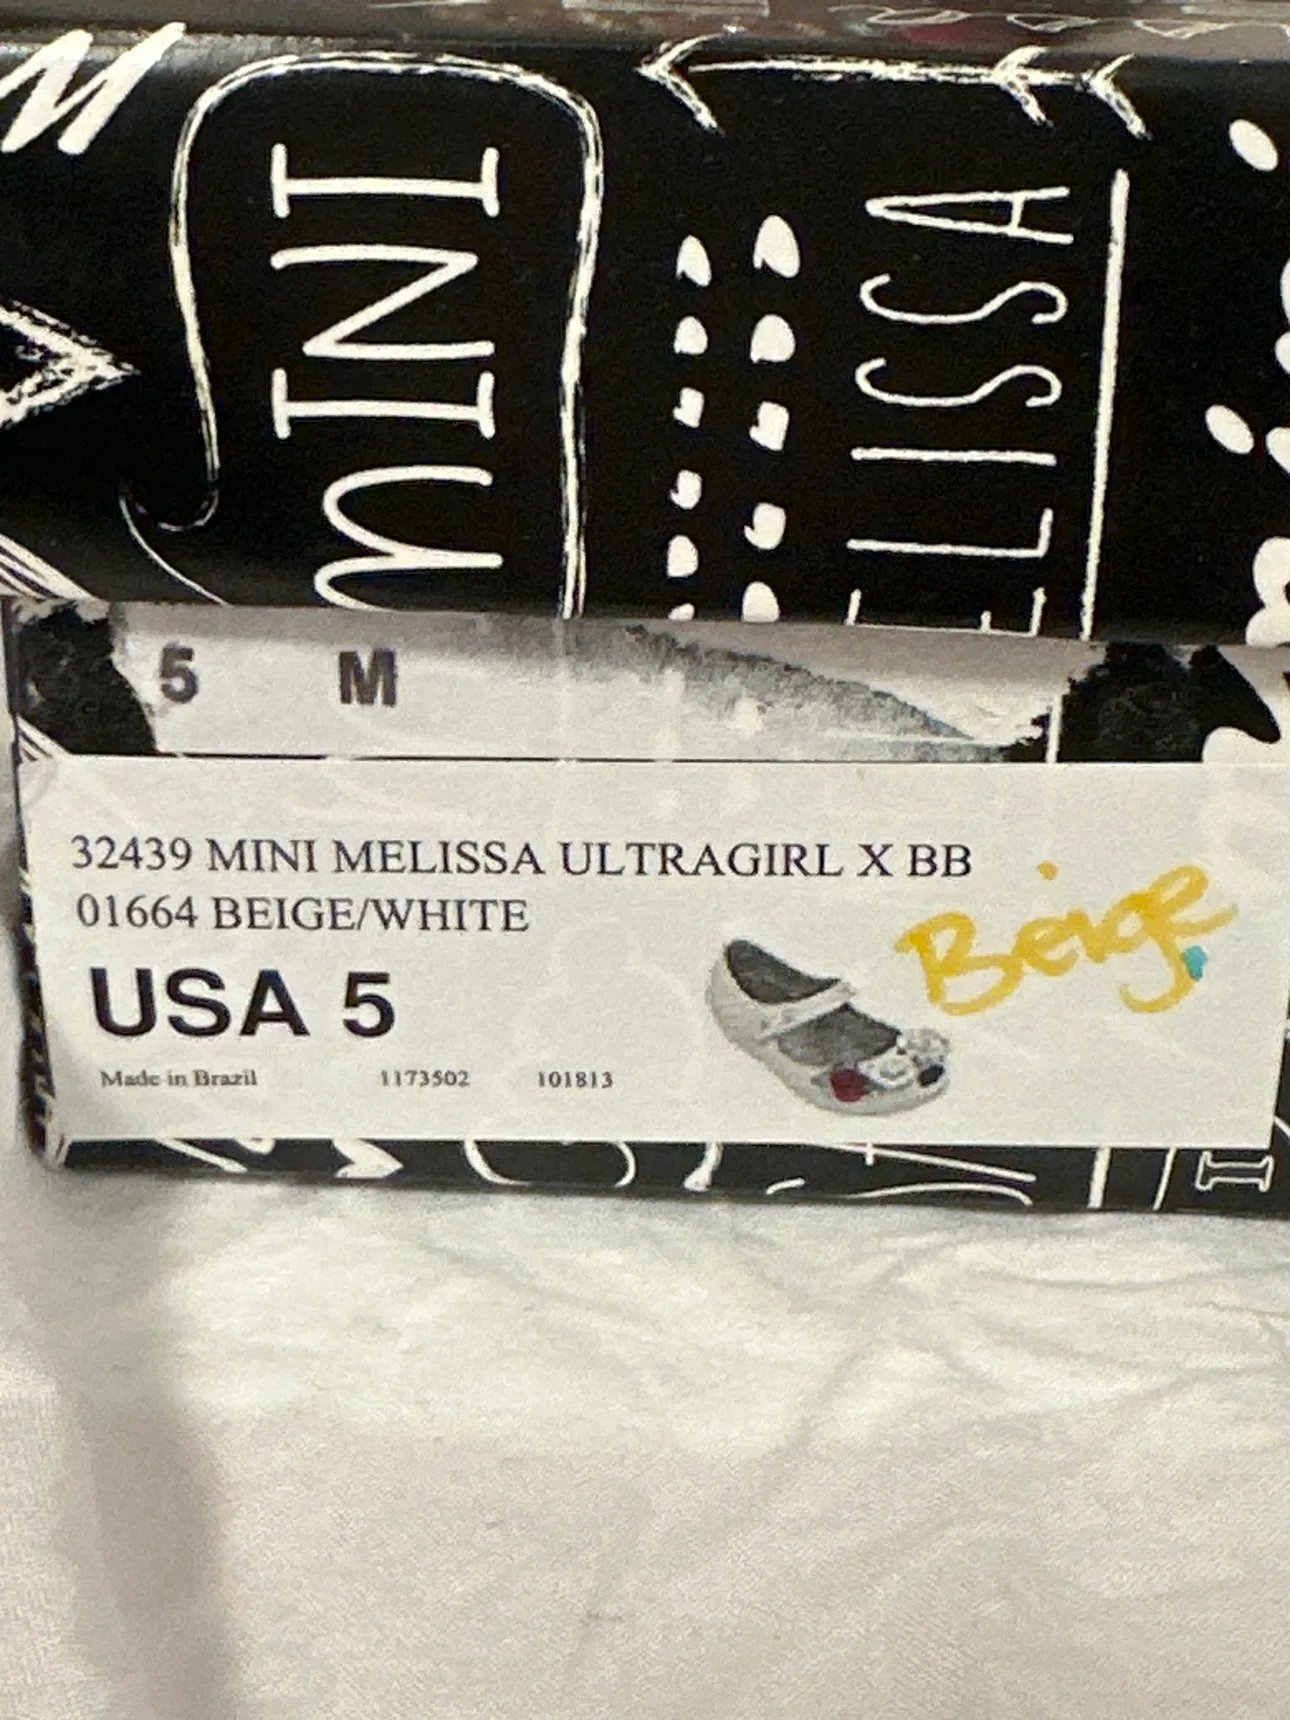 MINI
MELISSA
5 M
32439 MINI MELISSA ULTRAGIRL X BB
01664 BEIGE/WHITE
USA 5
Made in Brazil 1173502 101813
Beige